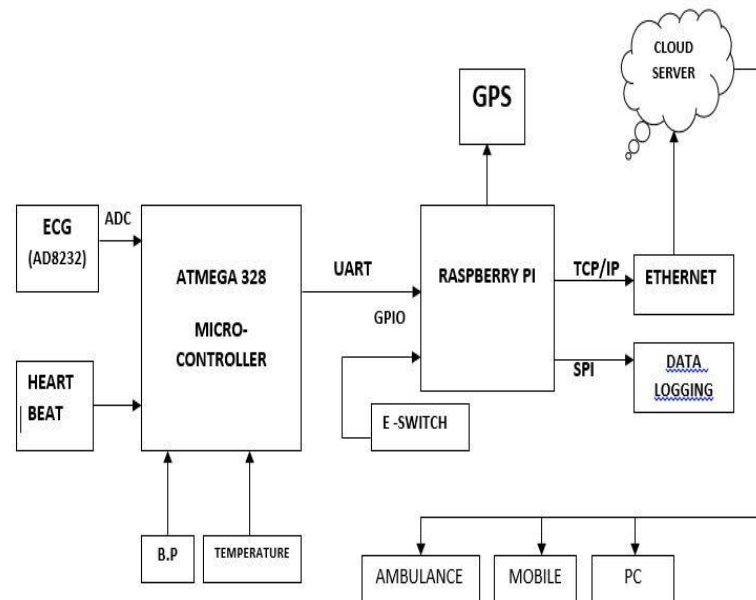 CLOUD
SERVER
GPS
ECG
(AD8232)
ADC
ATMEGA 328
MICRO-
CONTROLLER
UART
GPIO
RASPBERRY PI
TCP/IP
ETHERNET
HEART
BEAT
SPI
DATA
LOGGING
E -SWITCH
B.P
TEMPERATURE
AMBULANCE
MOBILE
PC